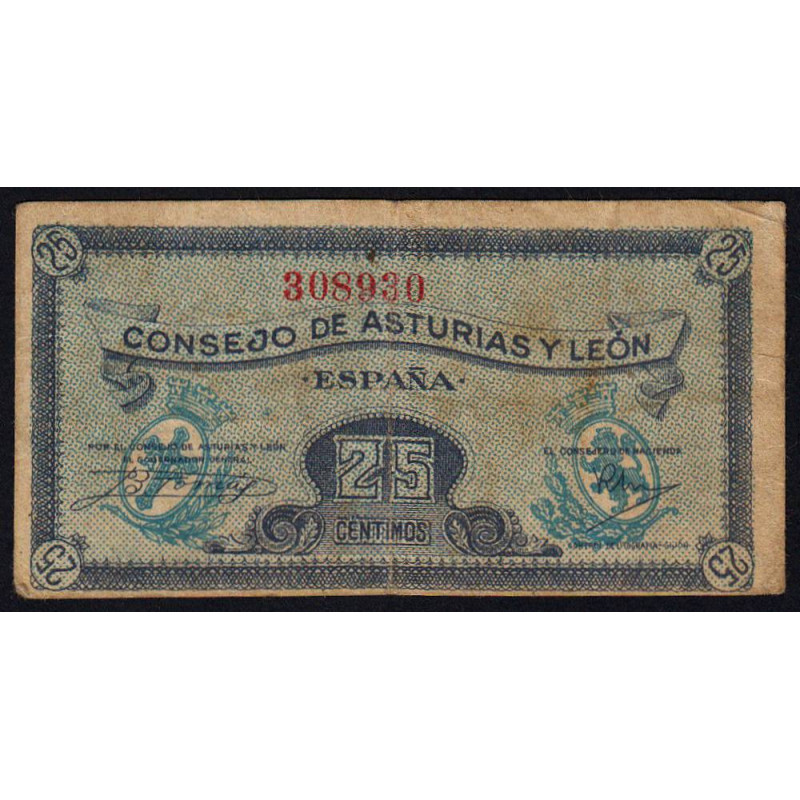 25 25
308930
CONSEJO DE ASTURIAS Y LEÓN
·ESPAÑA·
POR EL CONSEJO DE ASTURIAS Y LEÓN
EL GOBERNADOR GENERAL
EL CONSEJERO DE HACIENDA
25
CÉNTIMOS
25 25